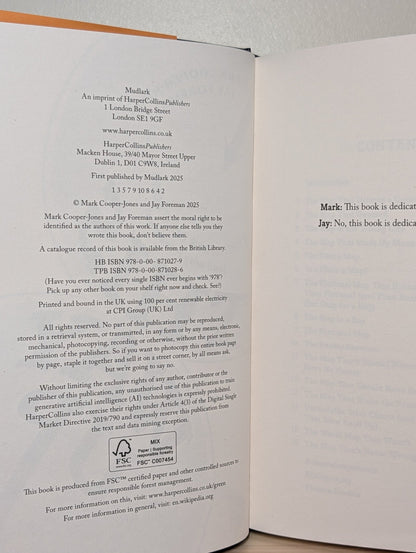 Mudlark
An imprint of HarperCollinsPublishers
1 London Bridge Street
London SE1 9GF
www.harpercollins.co.uk
HarperCollinsPublishers
Macken House, 39/40 Mayor Street Upper
Dublin 1, D01 C9W8, Ireland
First published by Mudlark 2025
1 3 5 7 9 10 8 6 4 2
© Mark Cooper-Jones and Jay Foreman 2025
Mark Cooper-Jones and Jay Foreman assert the moral right to be
identified as the authors of this work. If anyone else tells you they
wrote this book, don't believe them.
A catalogue record of this book is available from the British Library.
HB ISBN 978-0-00-871027-9
TPB ISBN 978-0-00-871028-6
(Have you ever noticed every single ISBN ever begins with '978'?
Pick up any other book on your shelf right now and check. See?)
Printed and bound in the UK using 100 per cent renewable electricity
at CPI Group (UK) Ltd
All rights reserved. No part of this publication may be reproduced,
stored in a retrieval system, or transmitted, in any form or by any means, electronic,
mechanical, photocopying, recording or otherwise, without the prior written
permission of the publishers. So if you want to photocopy this entire book page
by page, staple it together and sell it on a street corner, by all means ask,
but we're going to say no.
Without limiting the exclusive rights of any author, contributor or the
publisher of this publication, any unauthorised use of this publication to train
generative artificial intelligence (AI) technologies is expressly prohibited.
HarperCollins also exercise their rights under Article 4(3) of the Digital Single
Market Directive 2019/790 and expressly reserve this publication from
the text and data mining exception.
FSC
www.fsc.org
MIX
Paper | Supporting
responsible forestry
FSC™ C007454
This book is produced from FSC™ certified paper and other controlled sources to
ensure responsible forest management.
For more information on this, visit: www.harpercollins.co.uk/green
For more information in general, visit: en.wikipedia.org
Mark: This book is dedicat
Jay: No, this book is dedica